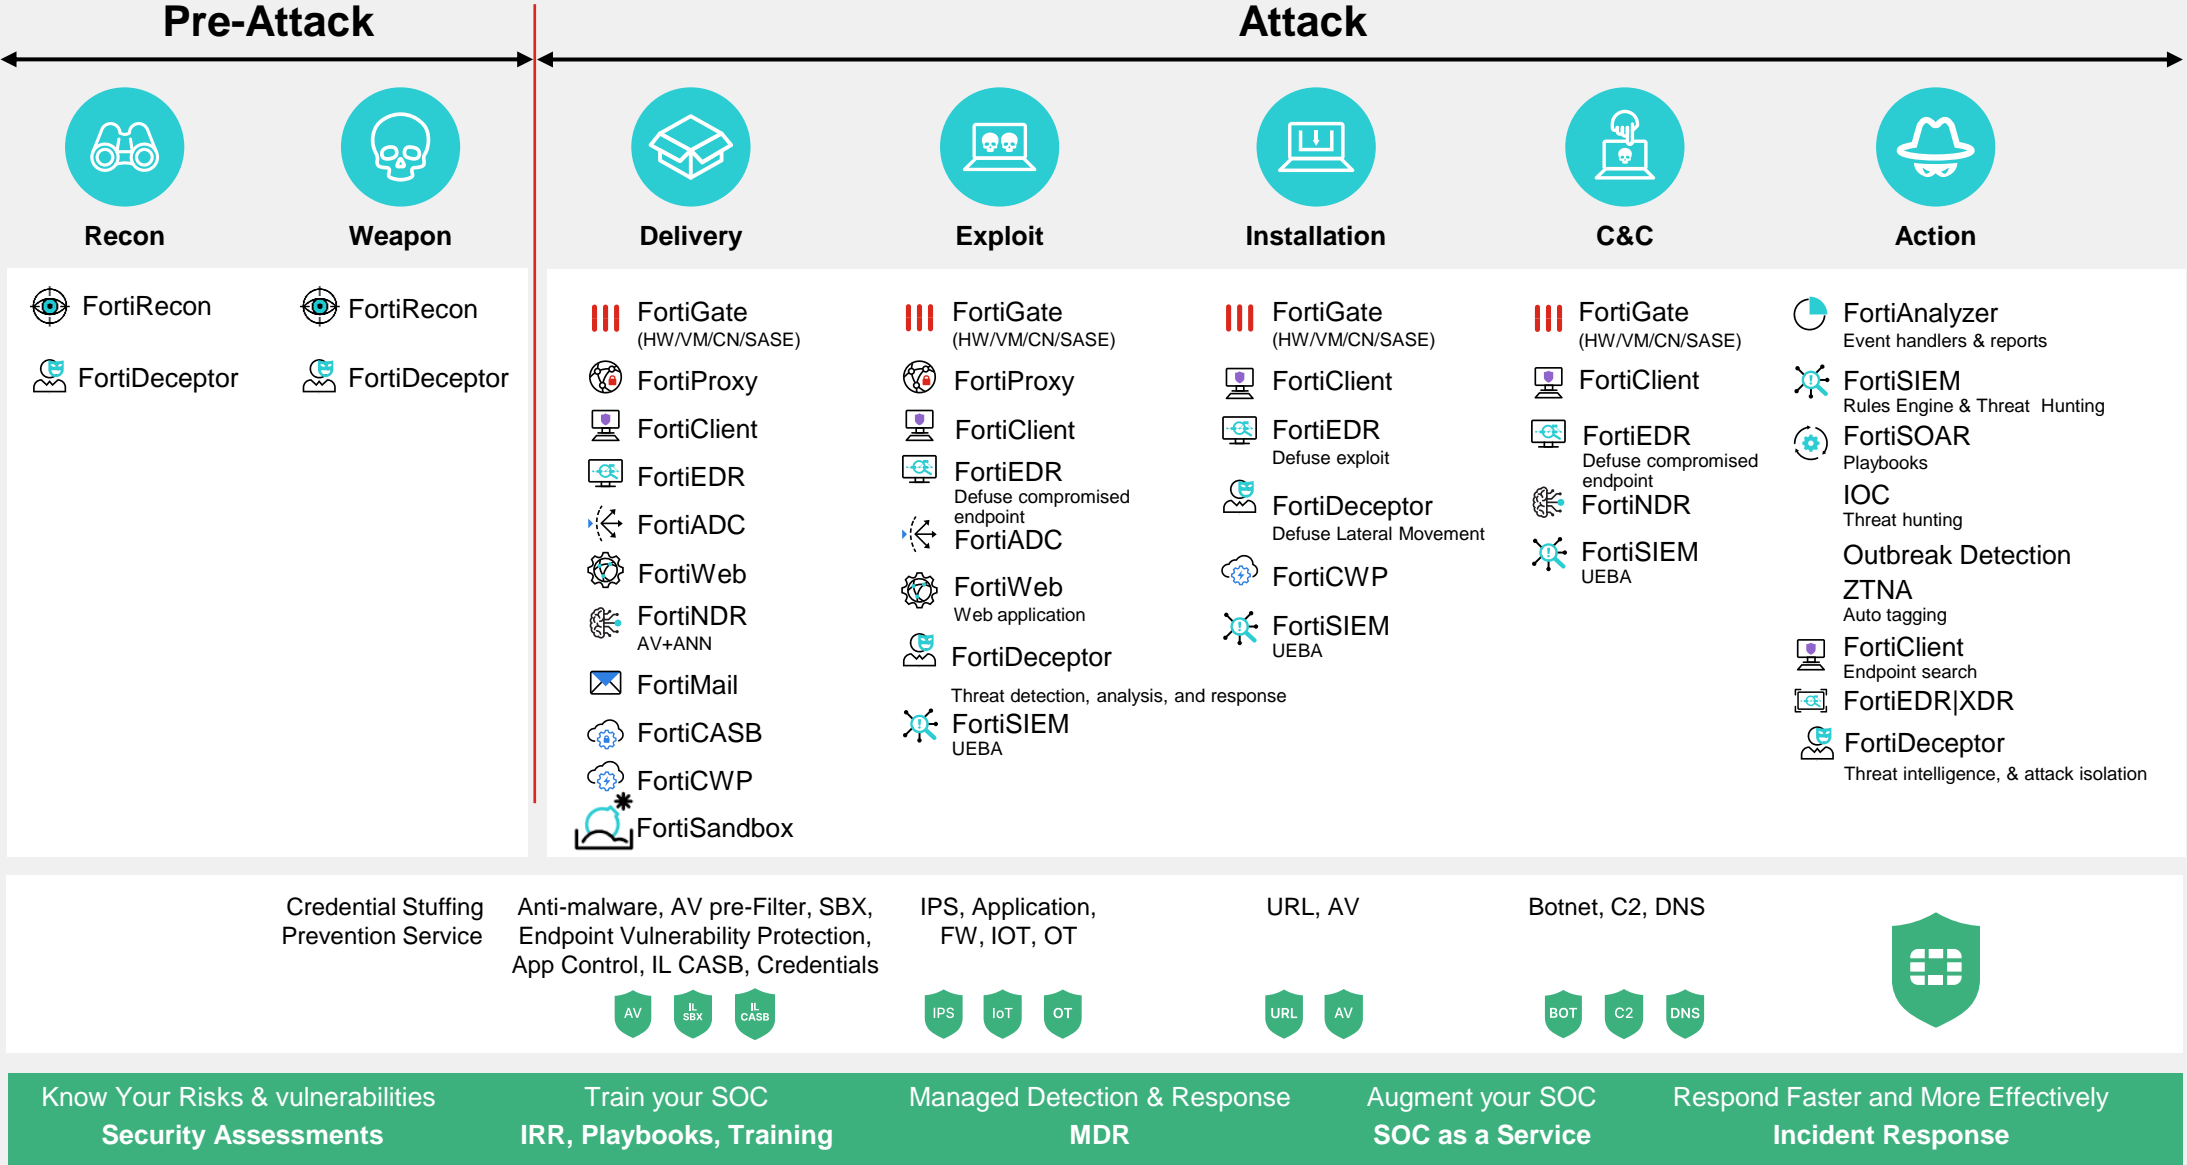 Pre-Attack
Attack
Recon
Weapon
Delivery
Exploit
Installation
C&C
Action
FortiRecon
FortiDeceptor
FortiRecon
FortiDeceptor
FortiGate
(HW/VM/CN/SASE)
FortiProxy
FortiClient
FortiEDR
FortiADC
FortiWeb
FortiNDR
AV+ANN
FortiMail
FortiCASB
FortiCWP
FortiSandbox
FortiGate
(HW/VM/CN/SASE)
FortiProxy
FortiClient
FortiEDR
Defuse compromised
endpoint
FortiADC
FortiWeb
Web application
FortiDeceptor
Threat detection, analysis, and response
FortiSIEM
UEBA
FortiGate
(HW/VM/CN/SASE)
FortiClient
FortiEDR
Defuse exploit
FortiDeceptor
Defuse Lateral Movement
FortiCWP
FortiSIEM
UEBA
FortiGate
(HW/VM/CN/SASE)
FortiClient
FortiEDR
Defuse compromised
endpoint
FortiNDR
FortiSIEM
UEBA
FortiAnalyzer
Event handlers & reports
FortiSIEM
Rules Engine & Threat Hunting
FortiSOAR
Playbooks
IOC
Threat hunting
Outbreak Detection
ZTNA
Auto tagging
FortiClient
Endpoint search
FortiEDR|XDR
FortiDeceptor
Threat intelligence, & attack isolation
Credential Stuffing
Prevention Service
Anti-malware, AV pre-Filter, SBX,
Endpoint Vulnerability Protection,
App Control, IL CASB, Credentials
AV
IL
SBX
IL
CASB
IPS, Application,
FW, IOT, OT
IPS
IoT
OT
URL, AV
URL
AV
Botnet, C2, DNS
BOT
C2
DNS
Know Your Risks & vulnerabilities
Security Assessments
Train your SOC
IRR, Playbooks, Training
Managed Detection & Response
MDR
Augment your SOC
SOC as a Service
Respond Faster and More Effectively
Incident Response